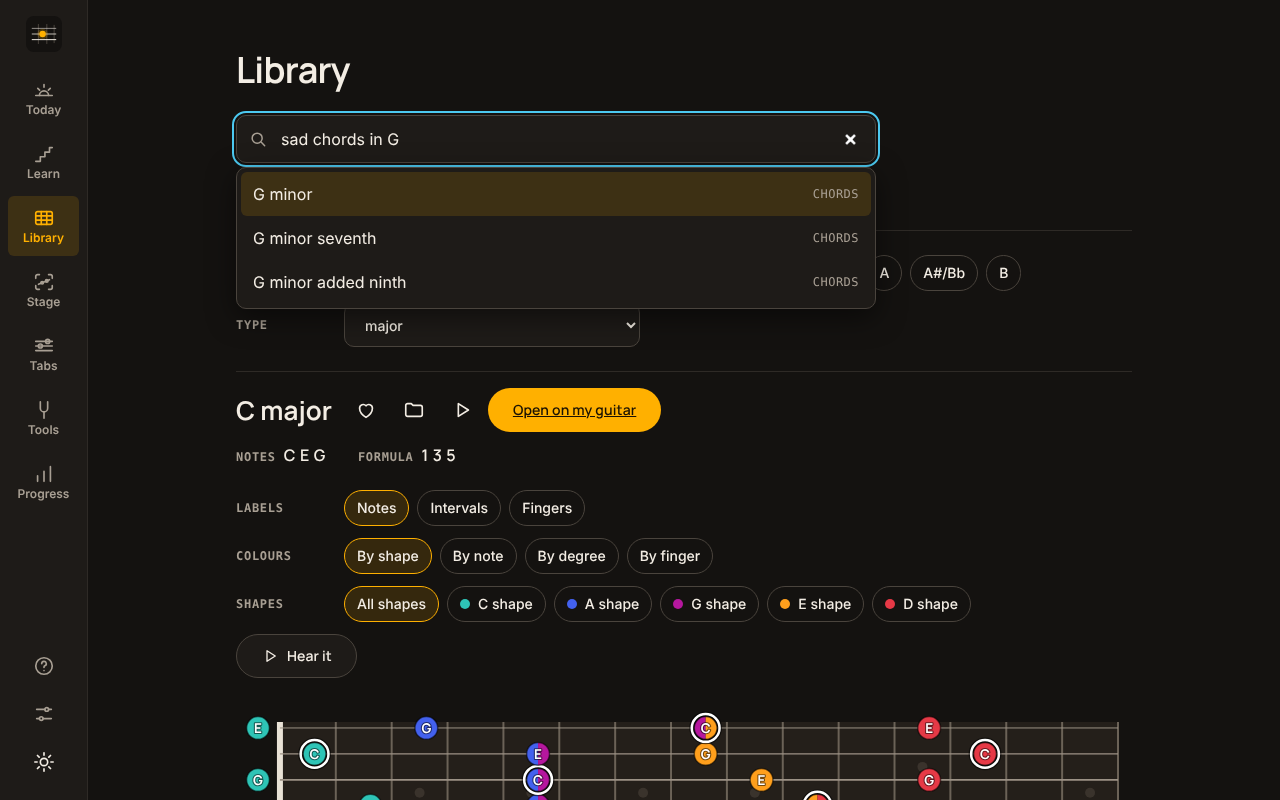 Library
Today
sad chords in G
Learn
G minor CHORDS
Library
G minor seventh CHORDS
G minor added ninth CHORDS
A A#/Bb B
Stage
TYPE major
Tabs
C major Open on my guitar
Tools
NOTES C E G FORMULA 1 3 5
Progress
LABELS Notes Intervals Fingers
COLOURS By shape By note By degree By finger
SHAPES All shapes C shape A shape G shape E shape D shape
Hear it
E G C E
C E G C
G C E G